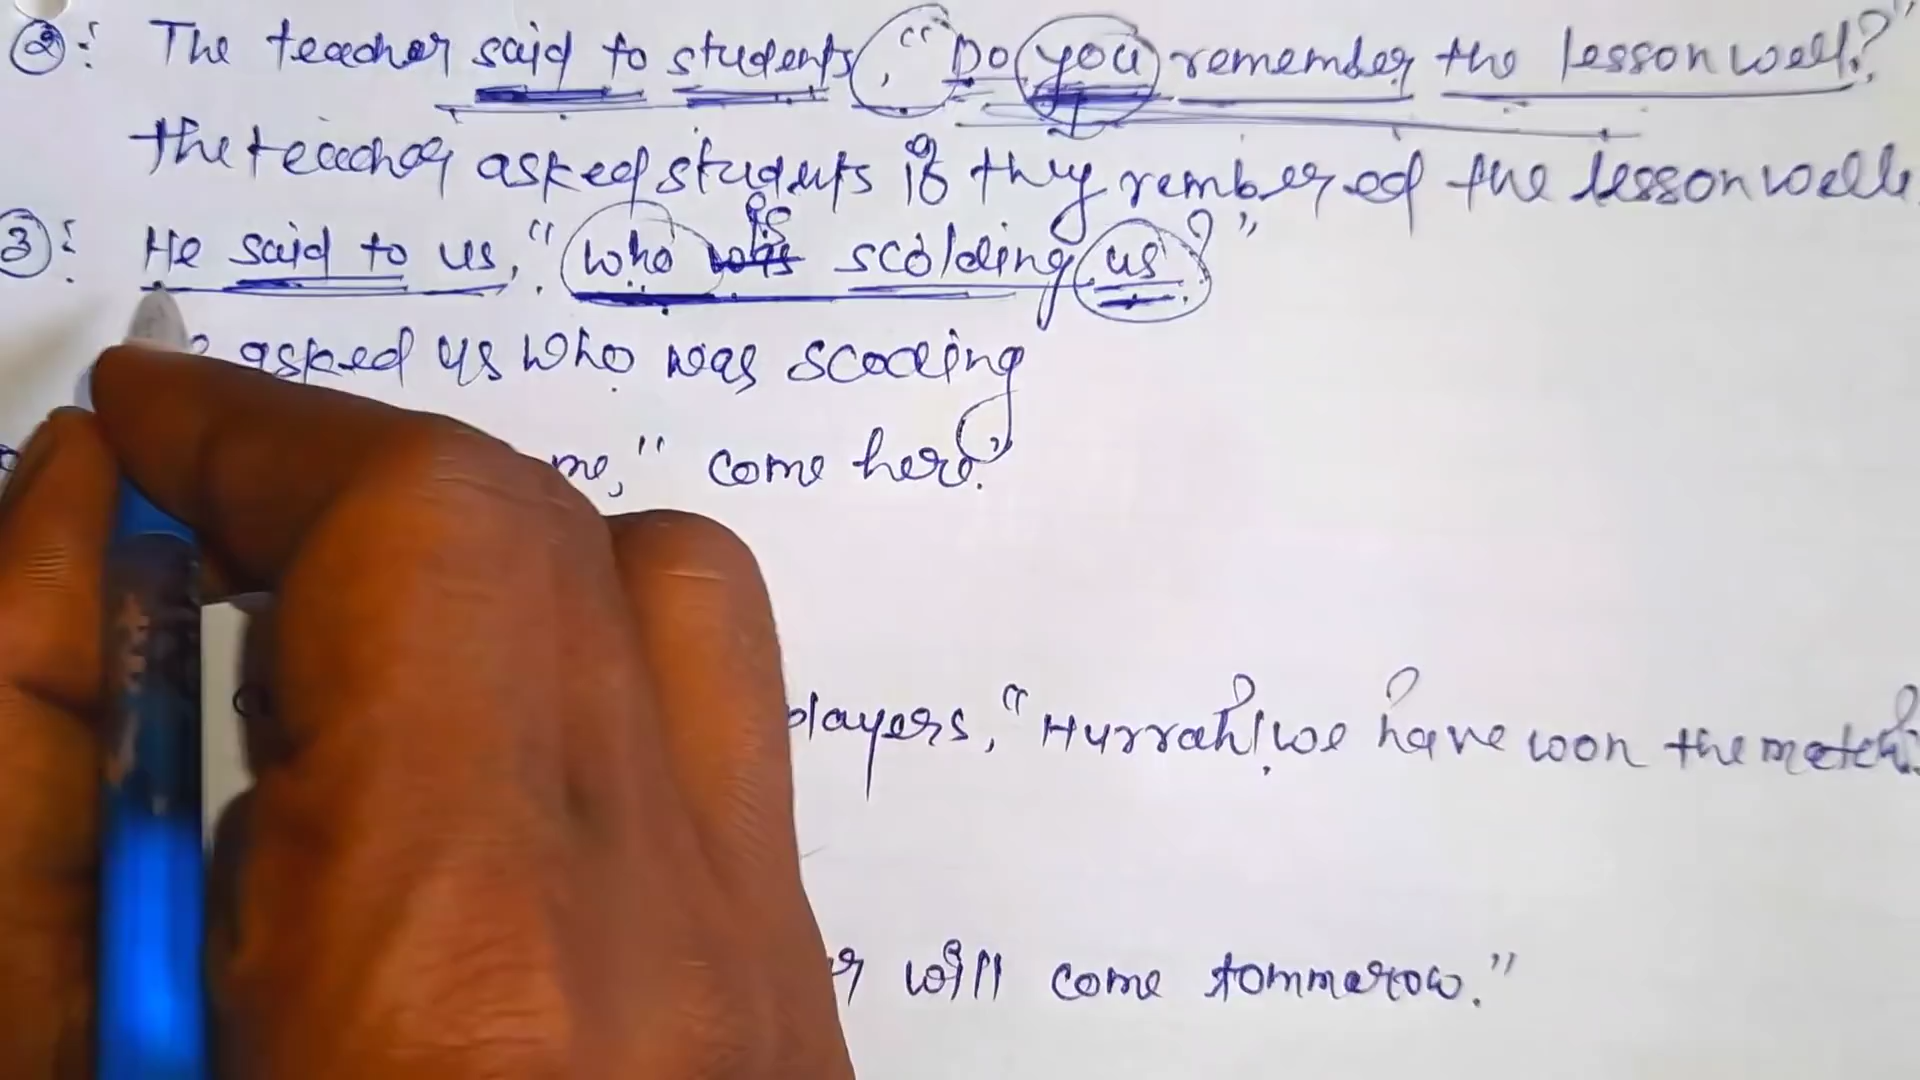 ②: The teacher said to students, "Do you remember the lesson well?"
the teacher asked students if they rembered the lesson well.
③: He said to us, "who is scolding us?"
asked us who was scoding
me," come here."
players, "Hurrah! we have won the match.
will come tommarow."